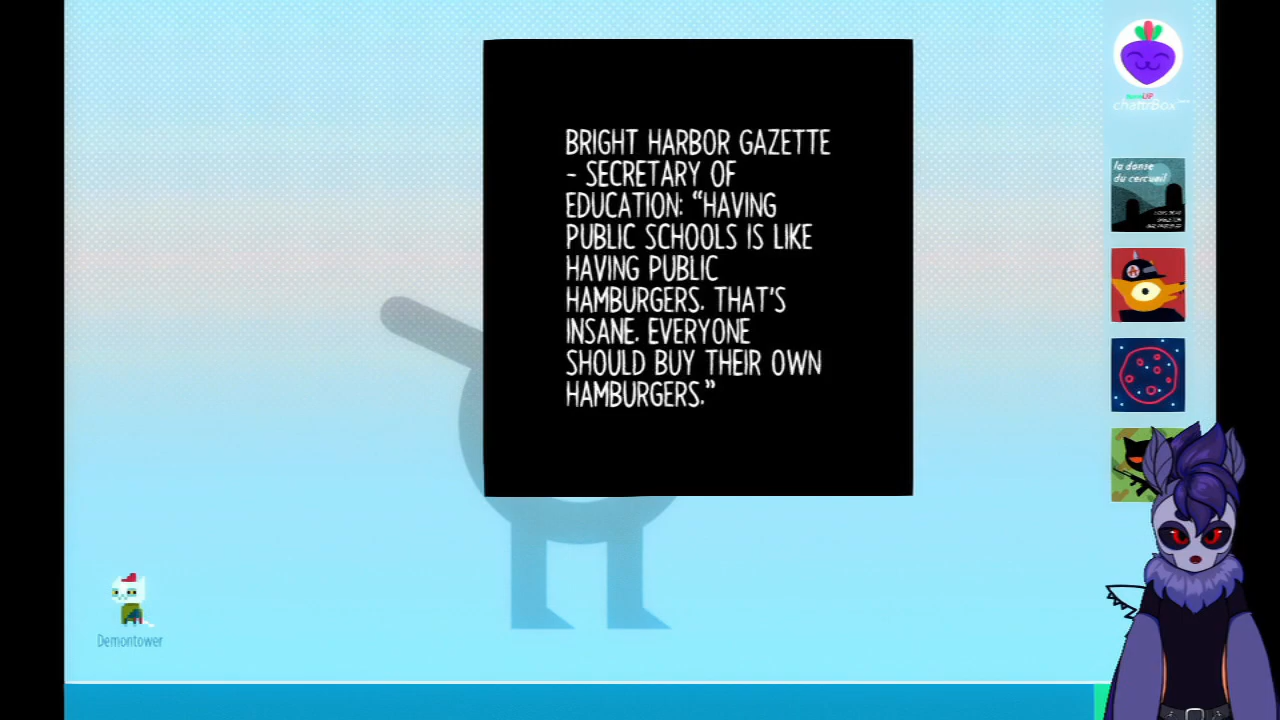 BRIGHT HARBOR GAZETTE
- SECRETARY OF
EDUCATION: “HAVING
PUBLIC SCHOOLS IS LIKE
HAVING PUBLIC
HAMBURGERS. THAT'S
INSANE. EVERYONE
SHOULD BUY THEIR OWN
HAMBURGERS.”
chattrBox
la danse
du cercueil
Demontower